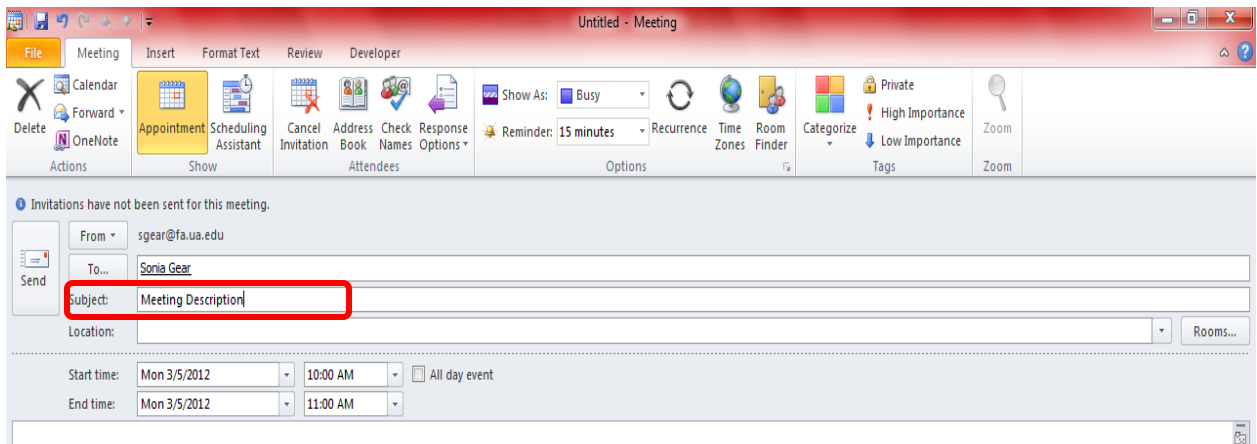 Untitled - Meeting
File Meeting Insert Format Text Review Developer
Delete
Calendar
Forward
OneNote
Actions
Appointment
Scheduling Assistant
Show
Cancel Invitation
Address Book
Check Names
Response Options
Attendees
Show As: Busy
Reminder: 15 minutes
Recurrence
Time Zones
Room Finder
Options
Categorize
Private
High Importance
Low Importance
Tags
Zoom
Zoom
Invitations have not been sent for this meeting.
Send
From sgear@fa.ua.edu
To... Sonia Gear
Subject: Meeting Description
Location: Rooms...
Start time: Mon 3/5/2012 10:00 AM All day event
End time: Mon 3/5/2012 11:00 AM